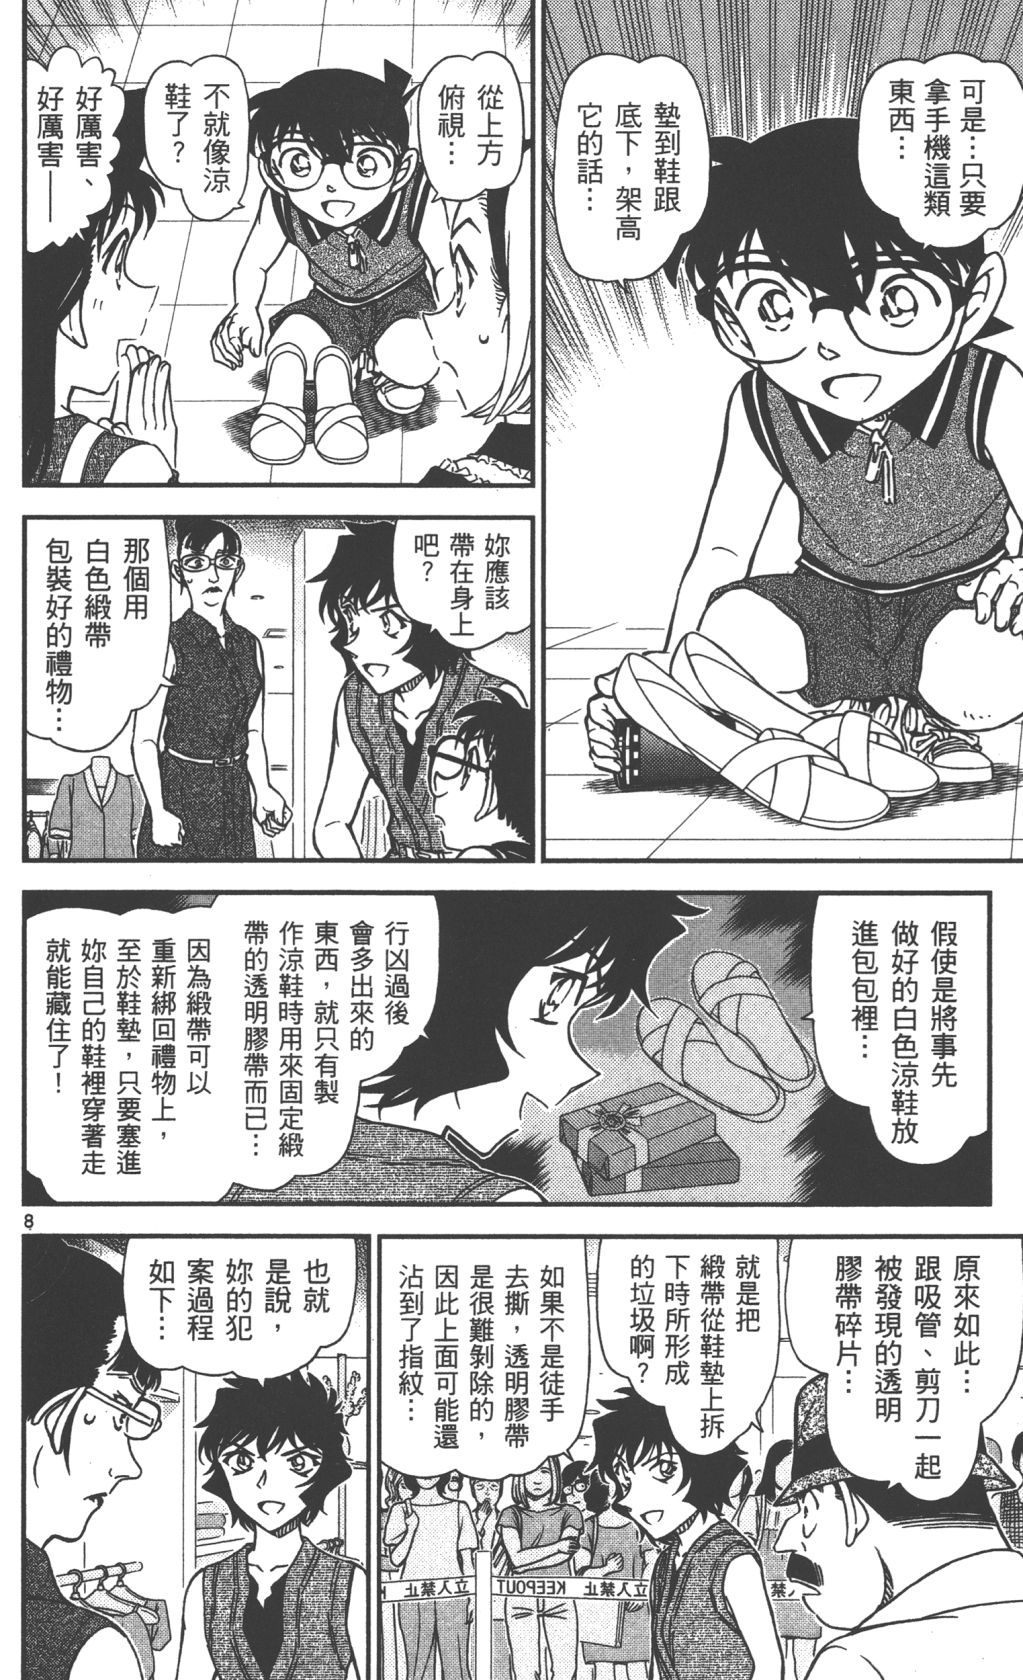 可是…只要
拿手機這類
東西…
墊到鞋跟
底下，架高
它的話…
從上方
俯視…
不就像涼
鞋了？
好厲害、
好厲害——
妳應該
帶在身上
吧？
那個用
白色緞帶
包裝好的禮物…
假使是將事先
做好的白色涼鞋放
進包包裡…
行凶過後
會多出來的
東西，就只有製
作涼鞋時用來固定緞
帶的透明膠帶而已…
因為緞帶可以
重新綁回禮物上，
至於鞋墊，只要塞進
妳自己的鞋裡穿著走
就能藏住了！
8
原來如此…
跟吸管、剪刀一起
被發現的透明
膠帶碎片…
就是把
緞帶從鞋墊上拆
下時所形成
的垃圾啊？
如果不是徒手
去撕，透明膠帶
是很難剝除的，
因此上面可能還
沾到了指紋…
立入禁止 KEEPOUT 立入禁止
禁
也就
是說，
妳的犯
案過程
如下…